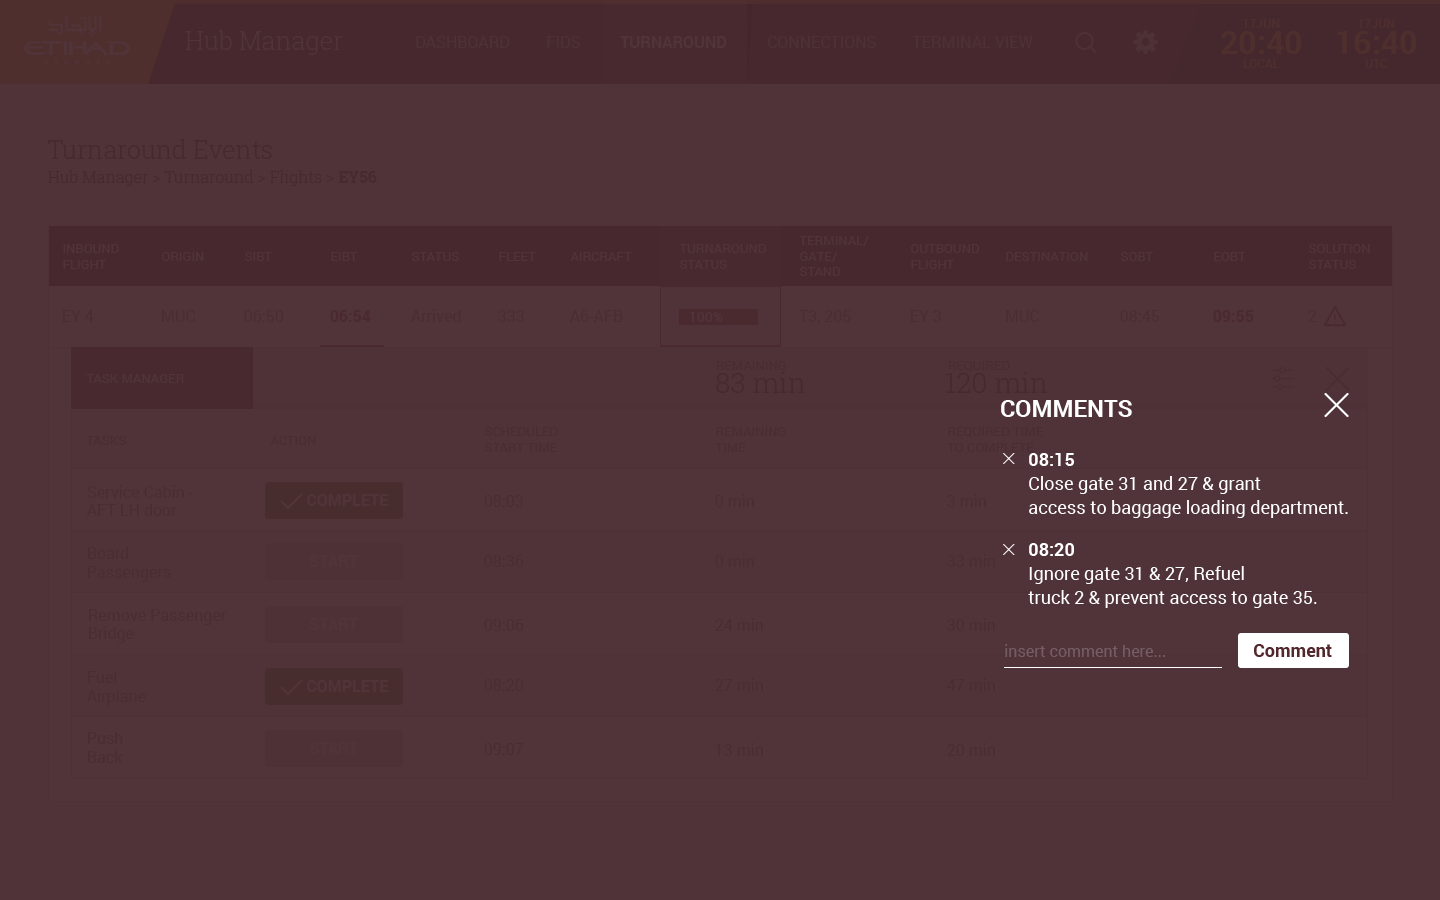 الإتحاد
ETIHAD
Hub Manager
DASHBOARD
FIDS
TURNAROUND
CONNECTIONS
TERMINAL VIEW
17JUN
20:40
LOCAL
17JUN
16:40
UTC
Turnaround Events
Hub Manager > Turnaround > Flights > EY56
INBOUND
FLIGHT
ORIGIN
SIBT
EIBT
STATUS
FLEET
AIRCRAFT
TURNAROUND
STATUS
TERMINAL/
GATE/
STAND
OUTBOUND
FLIGHT
DESTINATION
SOBT
EOBT
SOLUTION
STATUS
EY 4
MUC
06:50
06:54
Arrived
333
A6-AFB
100%
T3, 206
EY 3
MUC
08:45
09:55
2
TASK MANAGER
REMAINING
83 min
REQUIRED
120 min
TASKS
ACTION
SCHEDULED
START TIME
REMAINING
TIME
REQUIRED TIME
TO COMPLETE
Service Cabin -
AFT LH door
COMPLETE
08:03
0 min
3 min
Board
Passengers
START
08:36
0 min
33 min
Remove Passenger
Bridge
START
09:06
24 min
30 min
Fuel
Airplane
COMPLETE
08:20
27 min
47 min
Push
Back
START
09:07
13 min
20 min
COMMENTS
08:15
Close gate 31 and 27 & grant
access to baggage loading department.
08:20
Ignore gate 31 & 27, Refuel
truck 2 & prevent access to gate 35.
insert comment here...
Comment